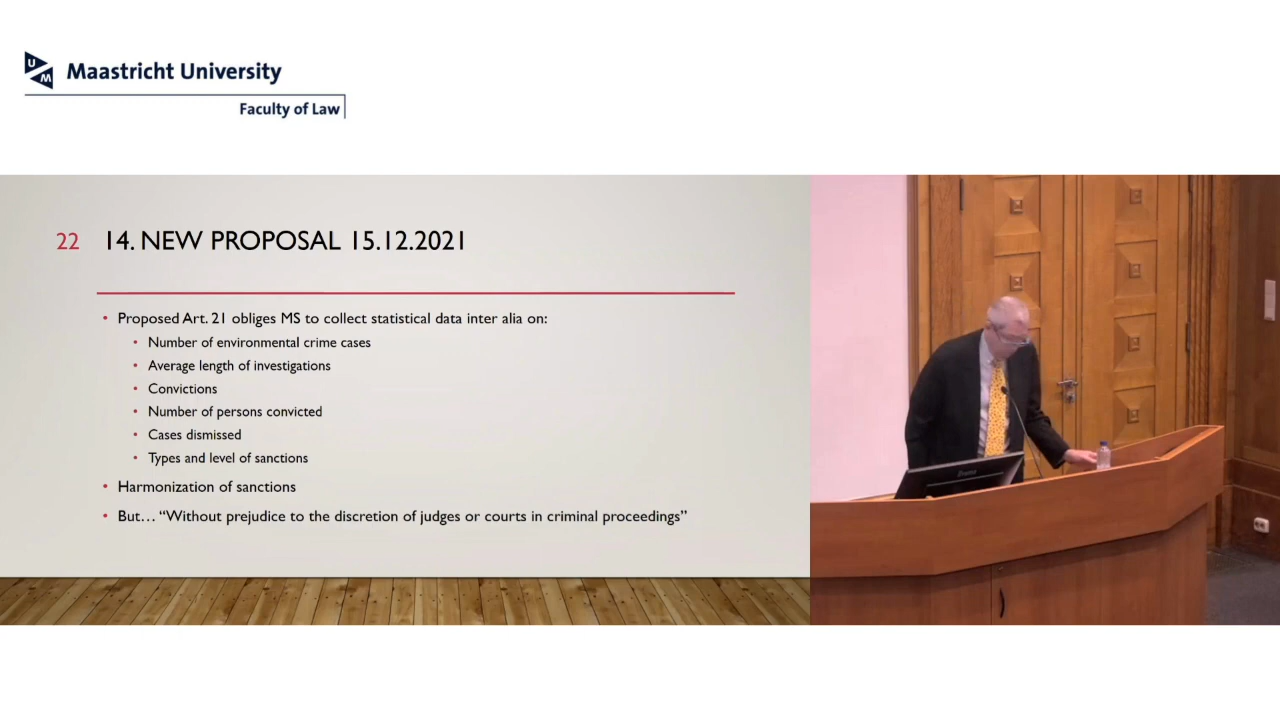 U
M
Maastricht University
Faculty of Law
22 14. NEW PROPOSAL 15.12.2021
• Proposed Art. 21 obliges MS to collect statistical data inter alia on:
• Number of environmental crime cases
• Average length of investigations
• Convictions
• Number of persons convicted
• Cases dismissed
• Types and level of sanctions
• Harmonization of sanctions
• But… “Without prejudice to the discretion of judges or courts in criminal proceedings”